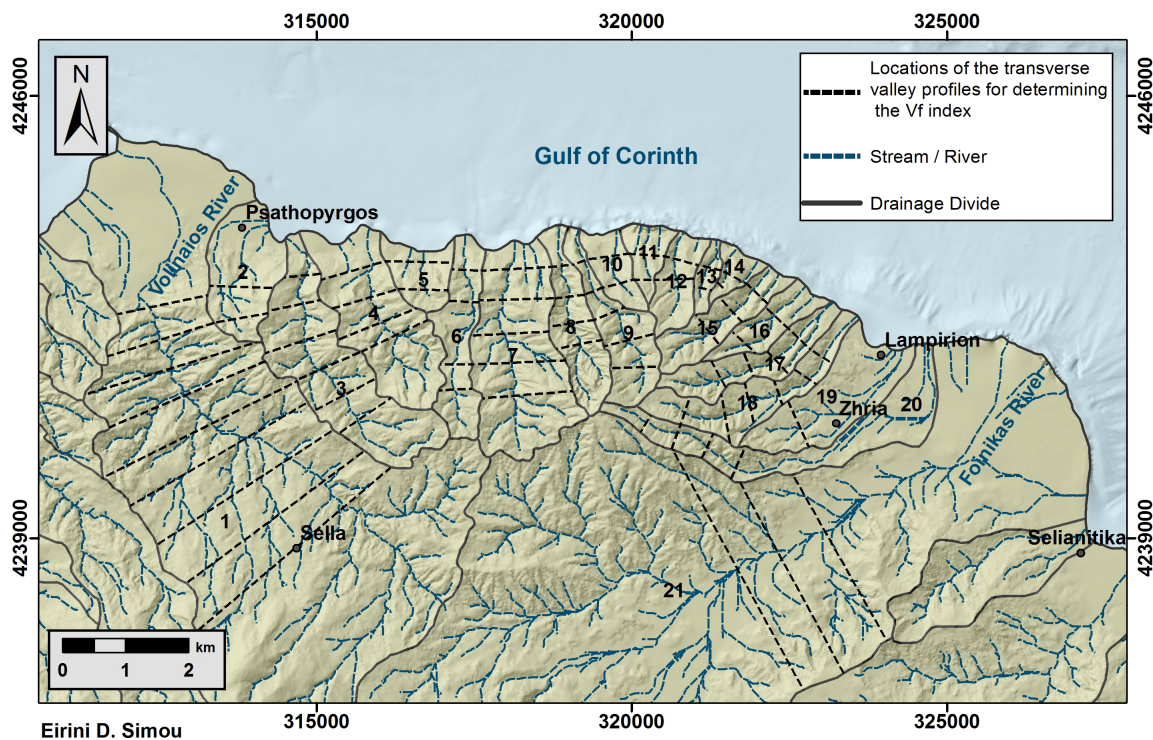 315000
320000
325000
4246000
4246000
N
Locations of the transverse
valley profiles for determining
the Vf index
Stream / River
Drainage Divide
Gulf of Corinth
Volinaios River
Psathopyrgos
2
5
4
3
6
7
8
9
10
11
12
13
14
15
16
17
18
19
20
Lampirion
Zhria
Foinikas River
1
Sella
21
Selianitika
4239000
4239000
km
0
1
2
315000
320000
325000
Eirini D. Simou